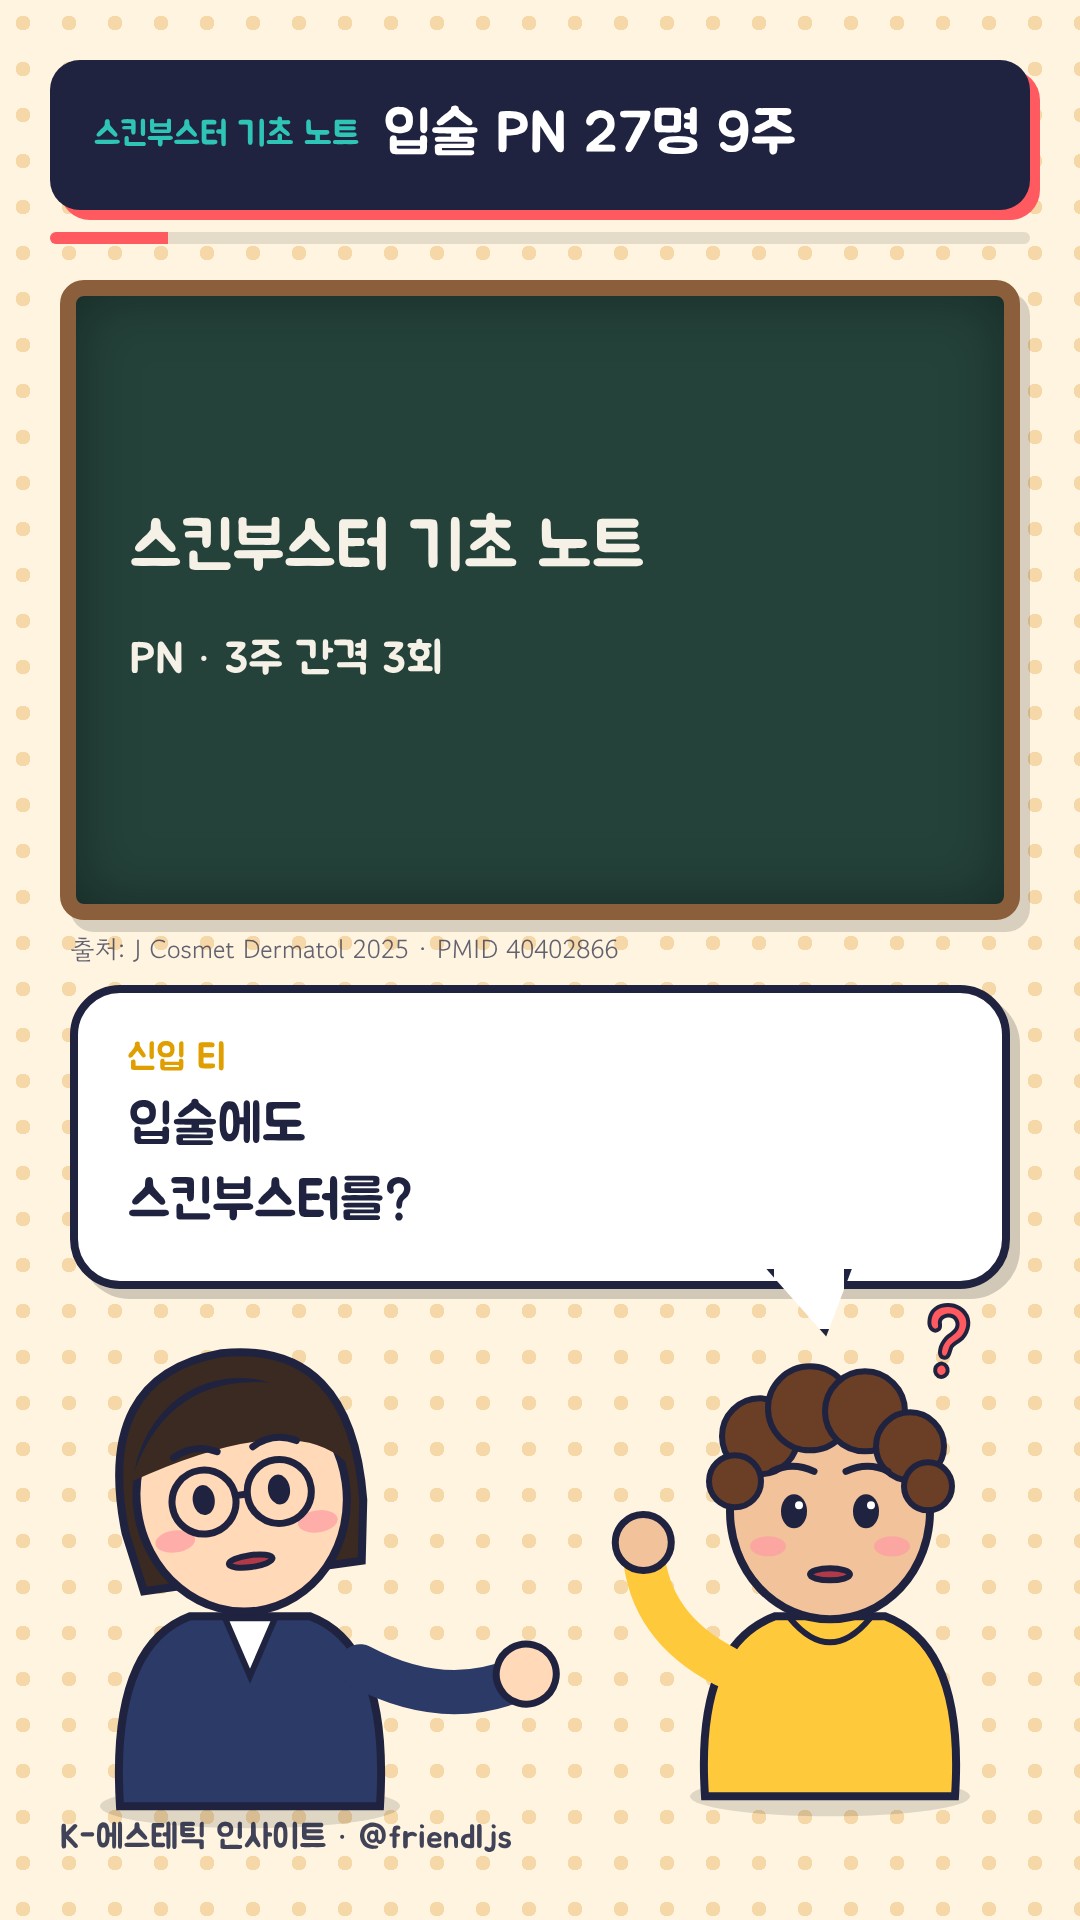 스킨부스터 기초 노트 입술 PN 27명 9주
스킨부스터 기초 노트
PN · 3주 간격 3회
출처: J Cosmet Dermatol 2025 · PMID 40402866
신입 티
입술에도
스킨부스터를?
?
K-에스테틱 인사이트 · @friendljs